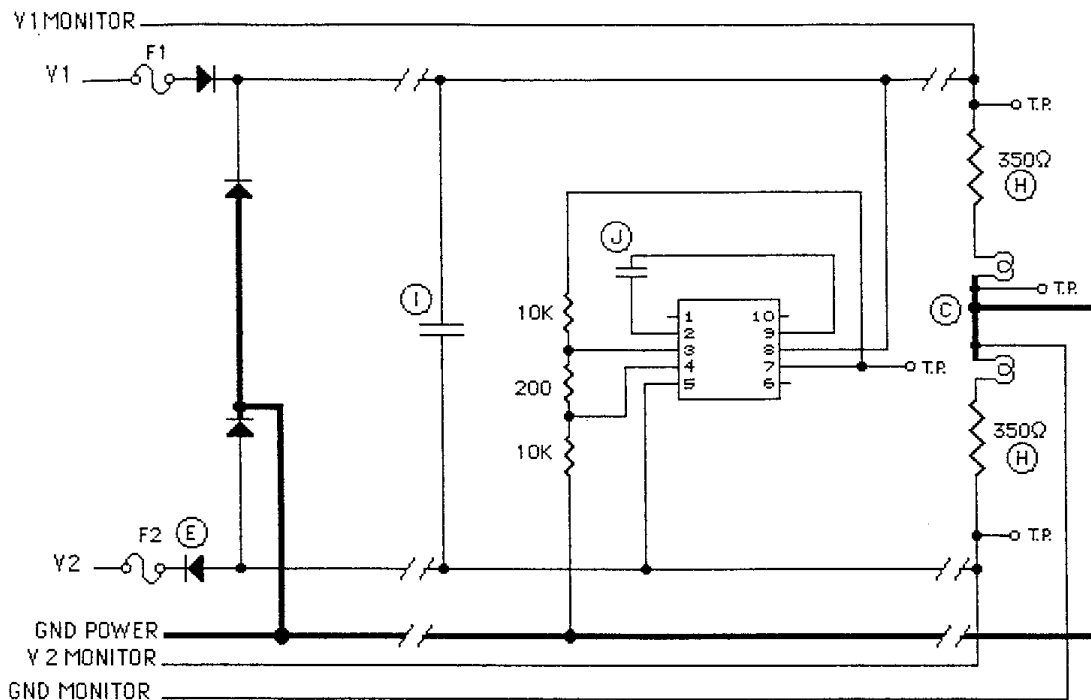 V1 MONITOR
F1
V1
T.P.
350Ω
H
J
T.P.
I
C
10K
1 10
2 9
3 8
4 7
5 6
T.P.
200
350Ω
H
10K
F2 E
T.P.
V2
GND POWER
V2 MONITOR
GND MONITOR